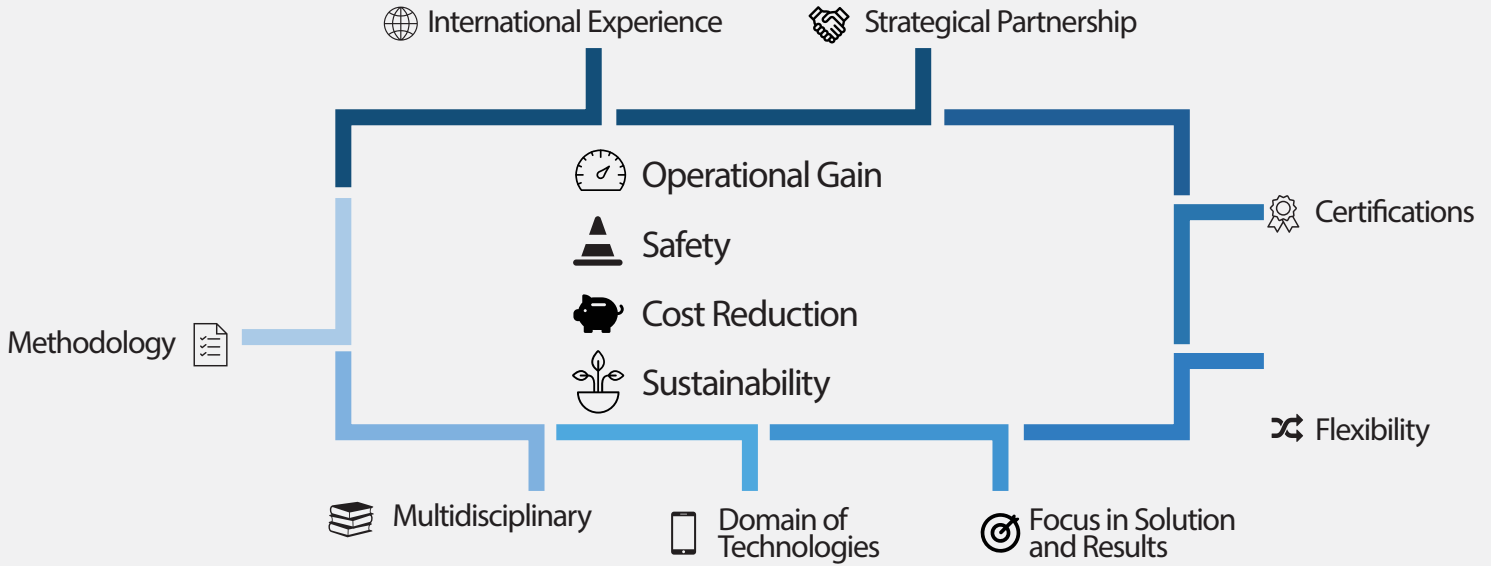 International Experience
Strategical Partnership
Operational Gain
Certifications
Safety
Cost Reduction
Methodology
Sustainability
Flexibility
Multidisciplinary
Domain of
Technologies
Focus in Solution
and Results